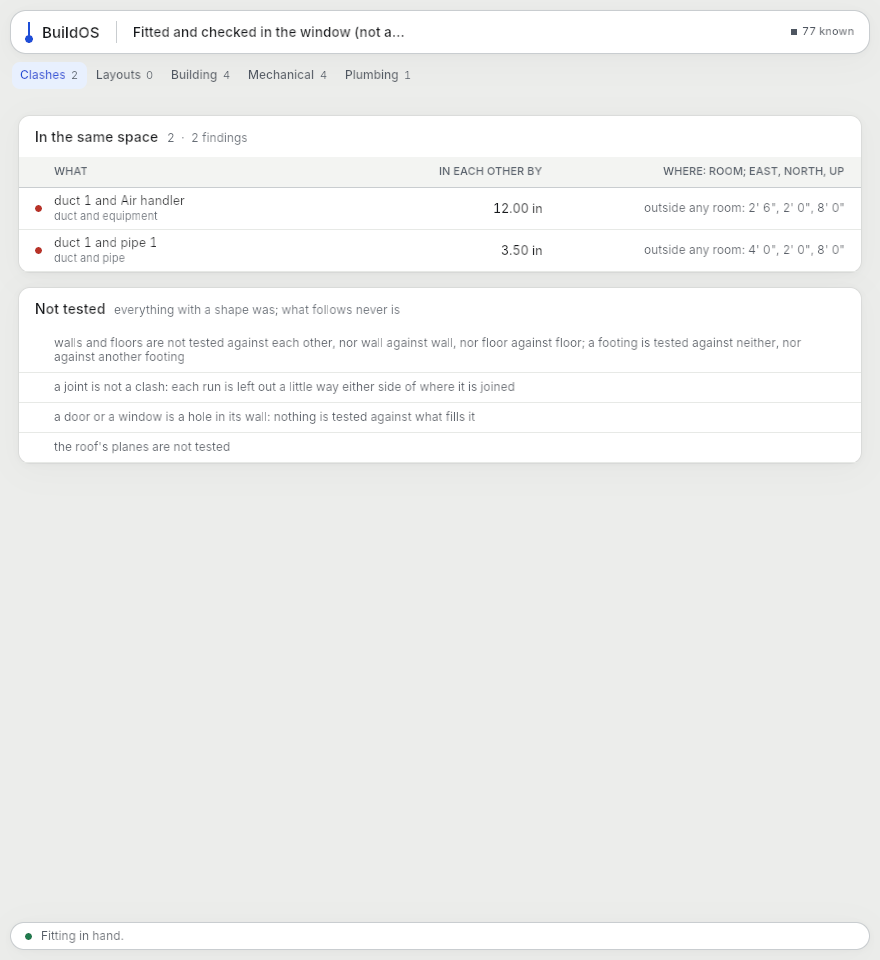 BuildOS
Fitted and checked in the window (not a...
77 known
Clashes 2 Layouts 0 Building 4 Mechanical 4 Plumbing 1
In the same space 2 · 2 findings
WHAT IN EACH OTHER BY WHERE: ROOM; EAST, NORTH, UP
duct 1 and Air handler
duct and equipment
12.00 in
outside any room: 2' 6", 2' 0", 8' 0"
duct 1 and pipe 1
duct and pipe
3.50 in
outside any room: 4' 0", 2' 0", 8' 0"
Not tested everything with a shape was; what follows never is
walls and floors are not tested against each other, nor wall against wall, nor floor against floor; a footing is tested against neither, nor
against another footing
a joint is not a clash: each run is left out a little way either side of where it is joined
a door or a window is a hole in its wall: nothing is tested against what fills it
the roof's planes are not tested
Fitting in hand.